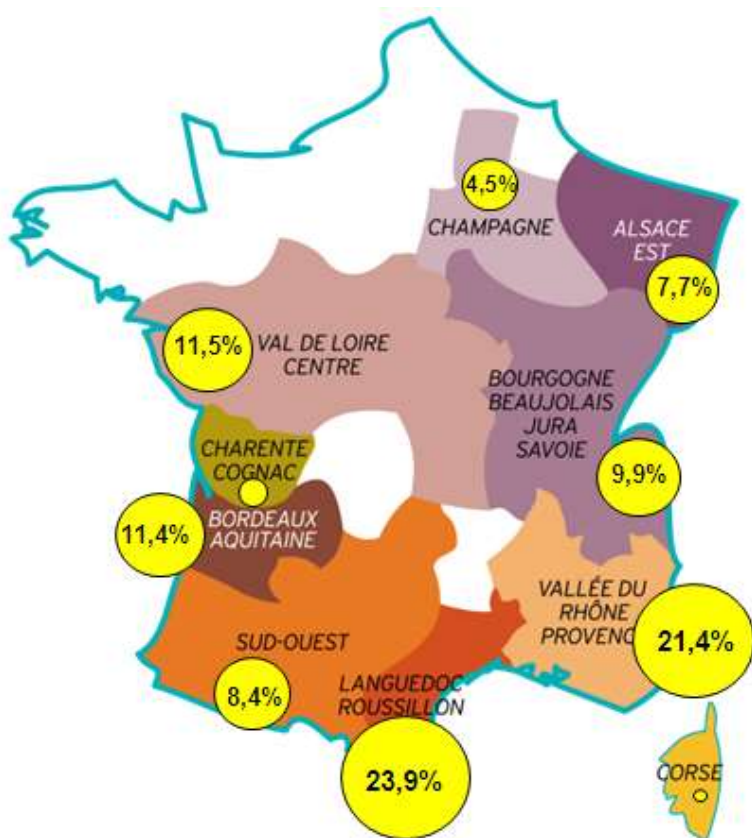 4,5%
CHAMPAGNE
ALSACE
EST
7,7%
11,5%
VAL DE LOIRE
CENTRE
BOURGOGNE
BEAUJOLAIS
JURA
SAVOIE
9,9%
CHARENTE
COGNAC
11,4%
BORDEAUX
AQUITAINE
VALLÉE DU
RHÔNE
PROVENC
21,4%
SUD-OUEST
8,4%
LANGUEDOC
ROUSSILLON
23,9%
CORSE